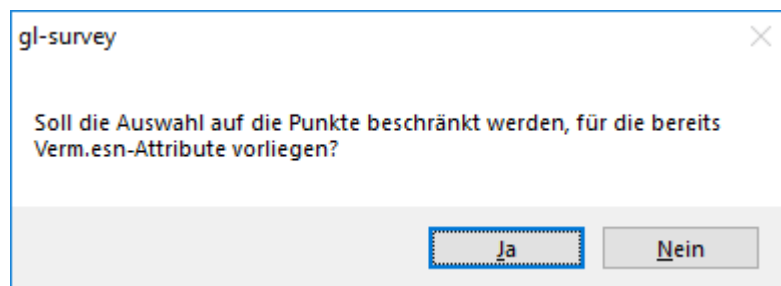 gl-survey
Soll die Auswahl auf die Punkte beschränkt werden, für die bereits
Verm.esn-Attribute vorliegen?
Ja
Nein